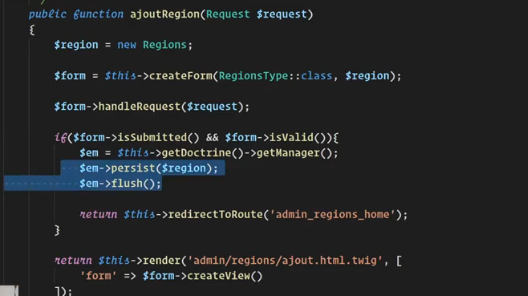 public function ajoutRegion(Request $request)
{
$region = new Regions;
$form = $this->createForm(RegionsType::class, $region);
$form->handleRequest($request);
if($form->isSubmitted() && $form->isValid()){
$em = $this->getDoctrine()->getManager();
$em->persist($region);
$em->flush();
return $this->redirectToRoute('admin_regions_home');
}
return $this->render('admin/regions/ajout.html.twig', [
'form' => $form->createView()
]);